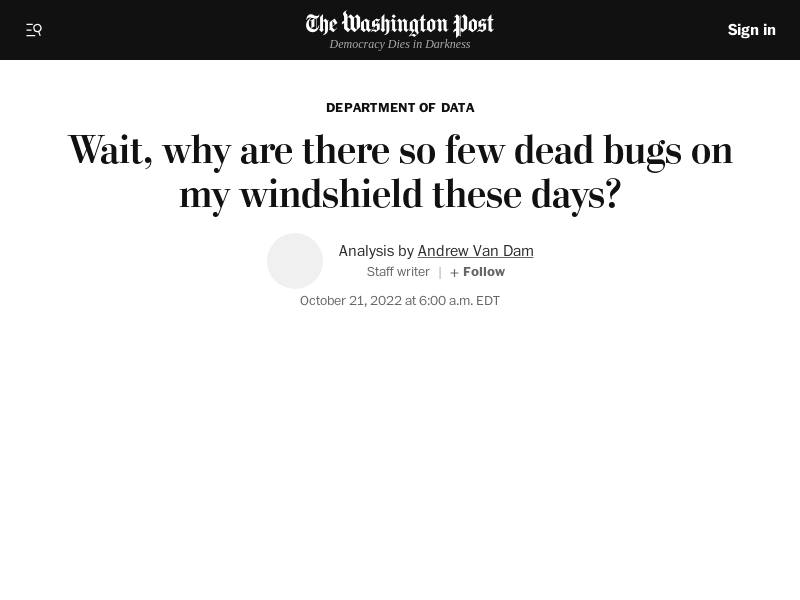 The Washington Post
Democracy Dies in Darkness
Sign in
DEPARTMENT OF DATA
Wait, why are there so few dead bugs on
my windshield these days?
Analysis by Andrew Van Dam
Staff writer | + Follow
October 21, 2022 at 6:00 a.m. EDT